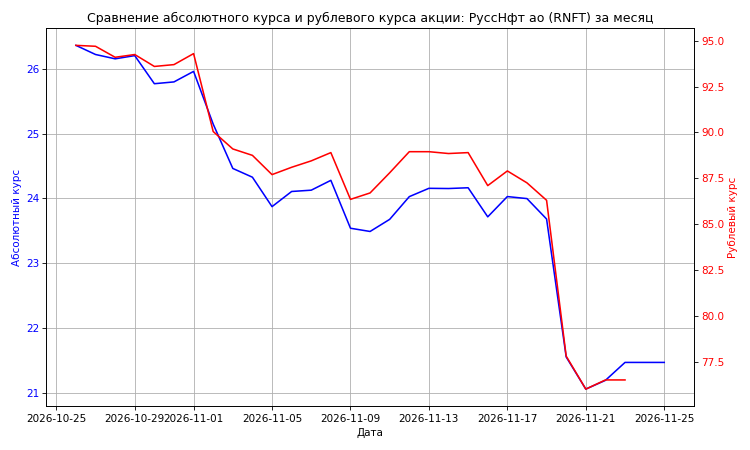 Сравнение абсолютного курса и рублевого курса акции: РуссНфт ао (RNFT) за месяц
26
25
24
23
22
21
Абсолютный курс
95.0
92.5
90.0
87.5
85.0
82.5
80.0
77.5
Рублевый курс
2026-10-25 2026-10-29 2026-11-01 2026-11-05 2026-11-09 2026-11-13 2026-11-17 2026-11-21 2026-11-25
Дата